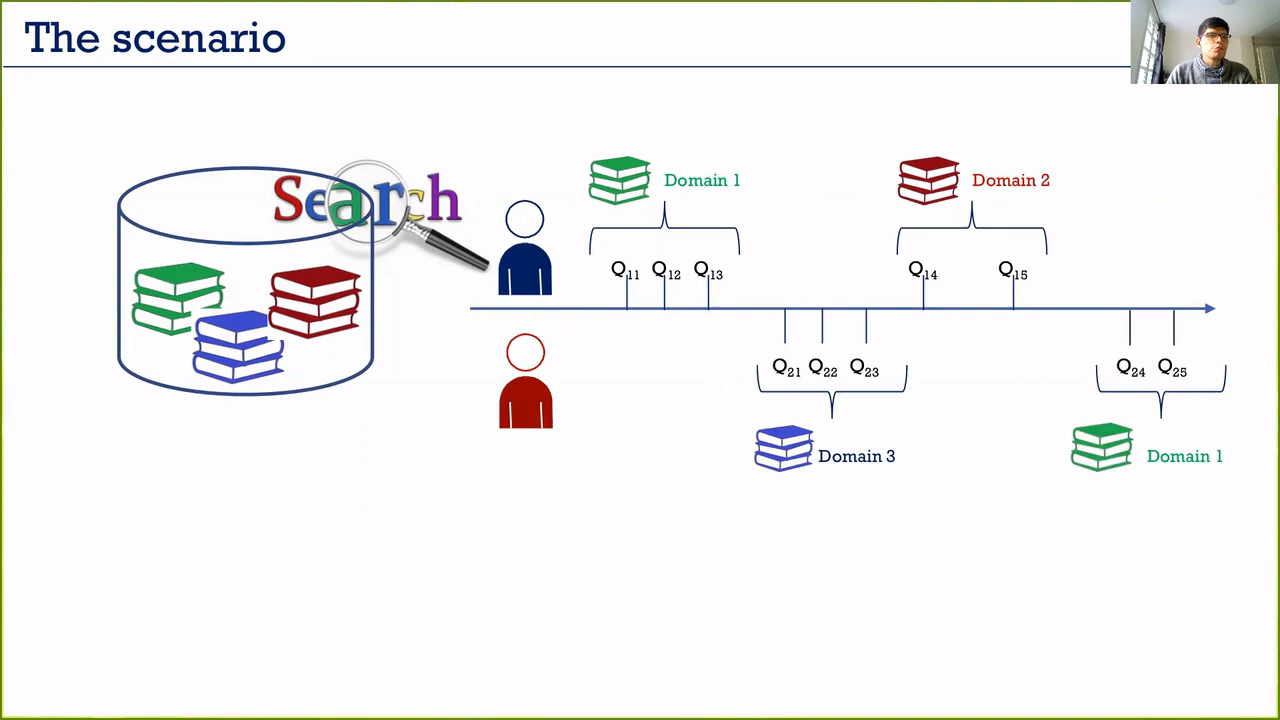 The scenario
Search
Domain 1
Domain 2
Q11 Q12 Q13 Q14 Q15
Q21 Q22 Q23 Q24 Q25
Domain 3
Domain 1